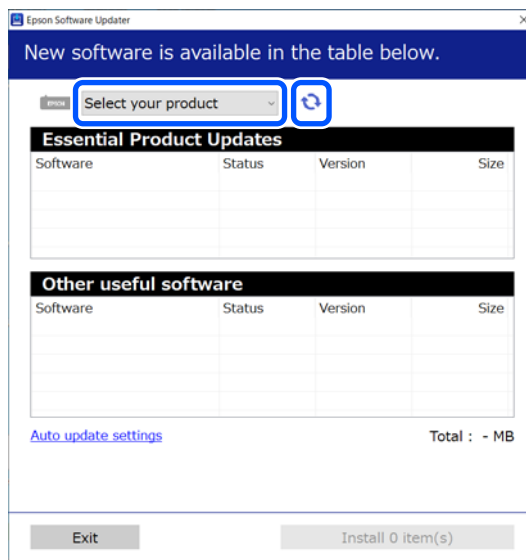 Epson Software Updater
New software is available in the table below.
EPSON Select your product
Essential Product Updates
Software Status Version Size
Other useful software
Software Status Version Size
Auto update settings Total : - MB
Exit Install 0 item(s)